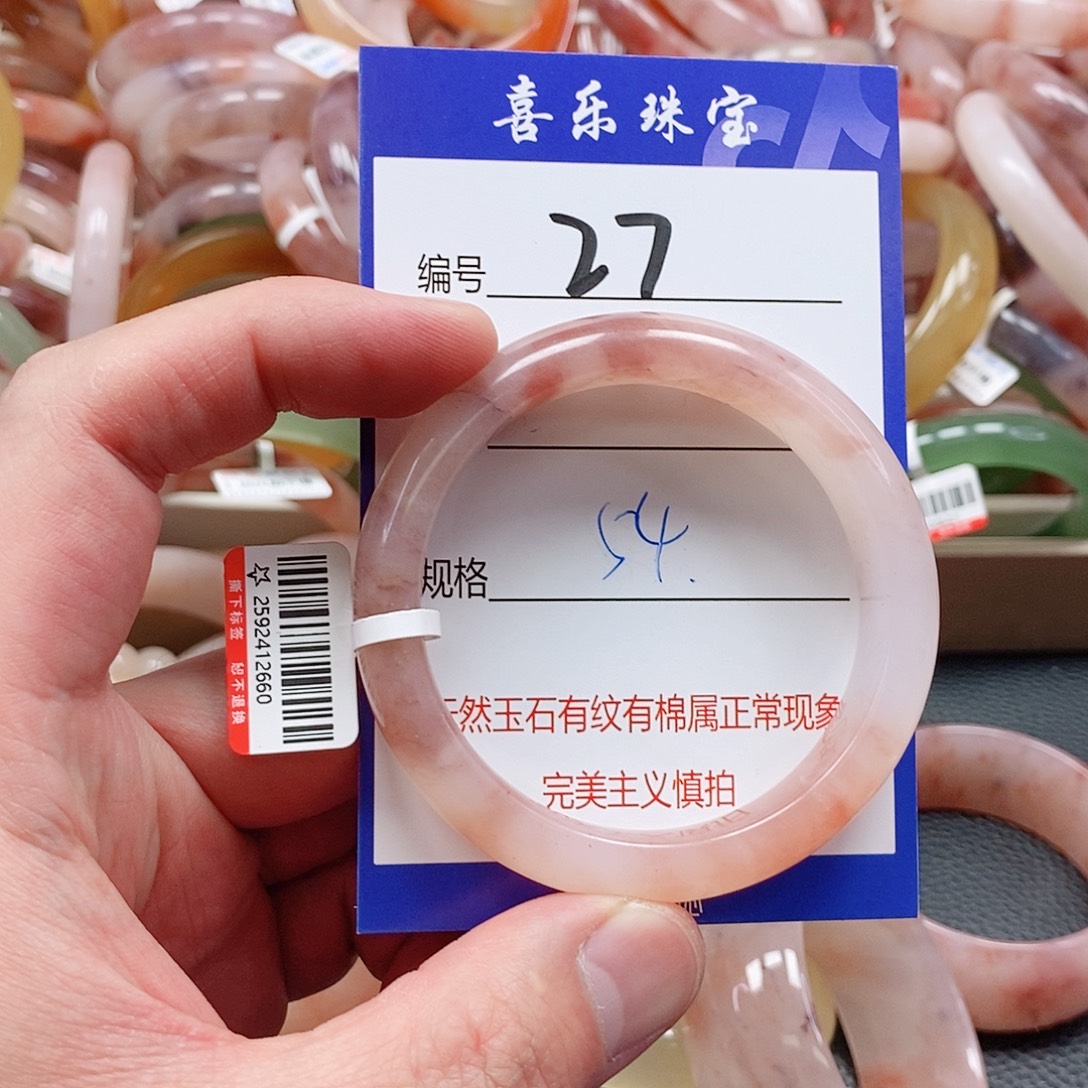 喜乐珠宝
编号 27
规格 54.
天然玉石有纹有棉属正常现象
完美主义慎拍
☆ 2592412660
撕下标签 恕不退换